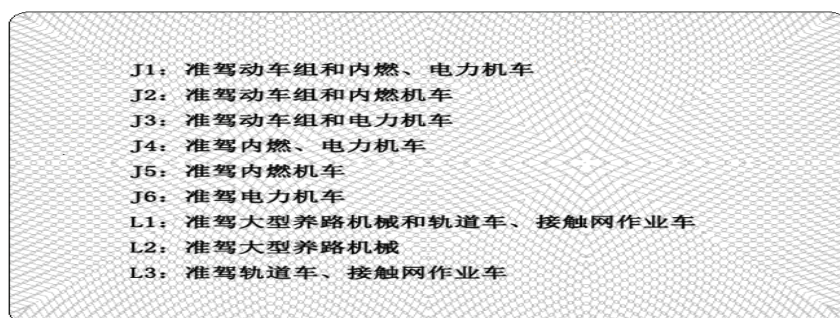 J1：准驾动车组和内燃、电力机车
J2：准驾动车组和内燃机车
J3：准驾动车组和电力机车
J4：准驾内燃、电力机车
J5：准驾内燃机车
J6：准驾电力机车
L1：准驾大型养路机械和轨道车、接触网作业车
L2：准驾大型养路机械
L3：准驾轨道车、接触网作业车